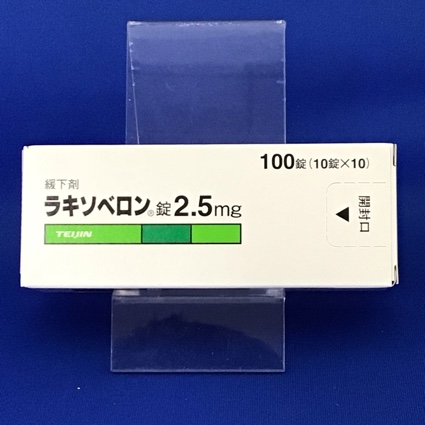 100錠(10錠×10)
緩下剤
ラキソベロン®錠2.5mg
TEIJIN
開封口